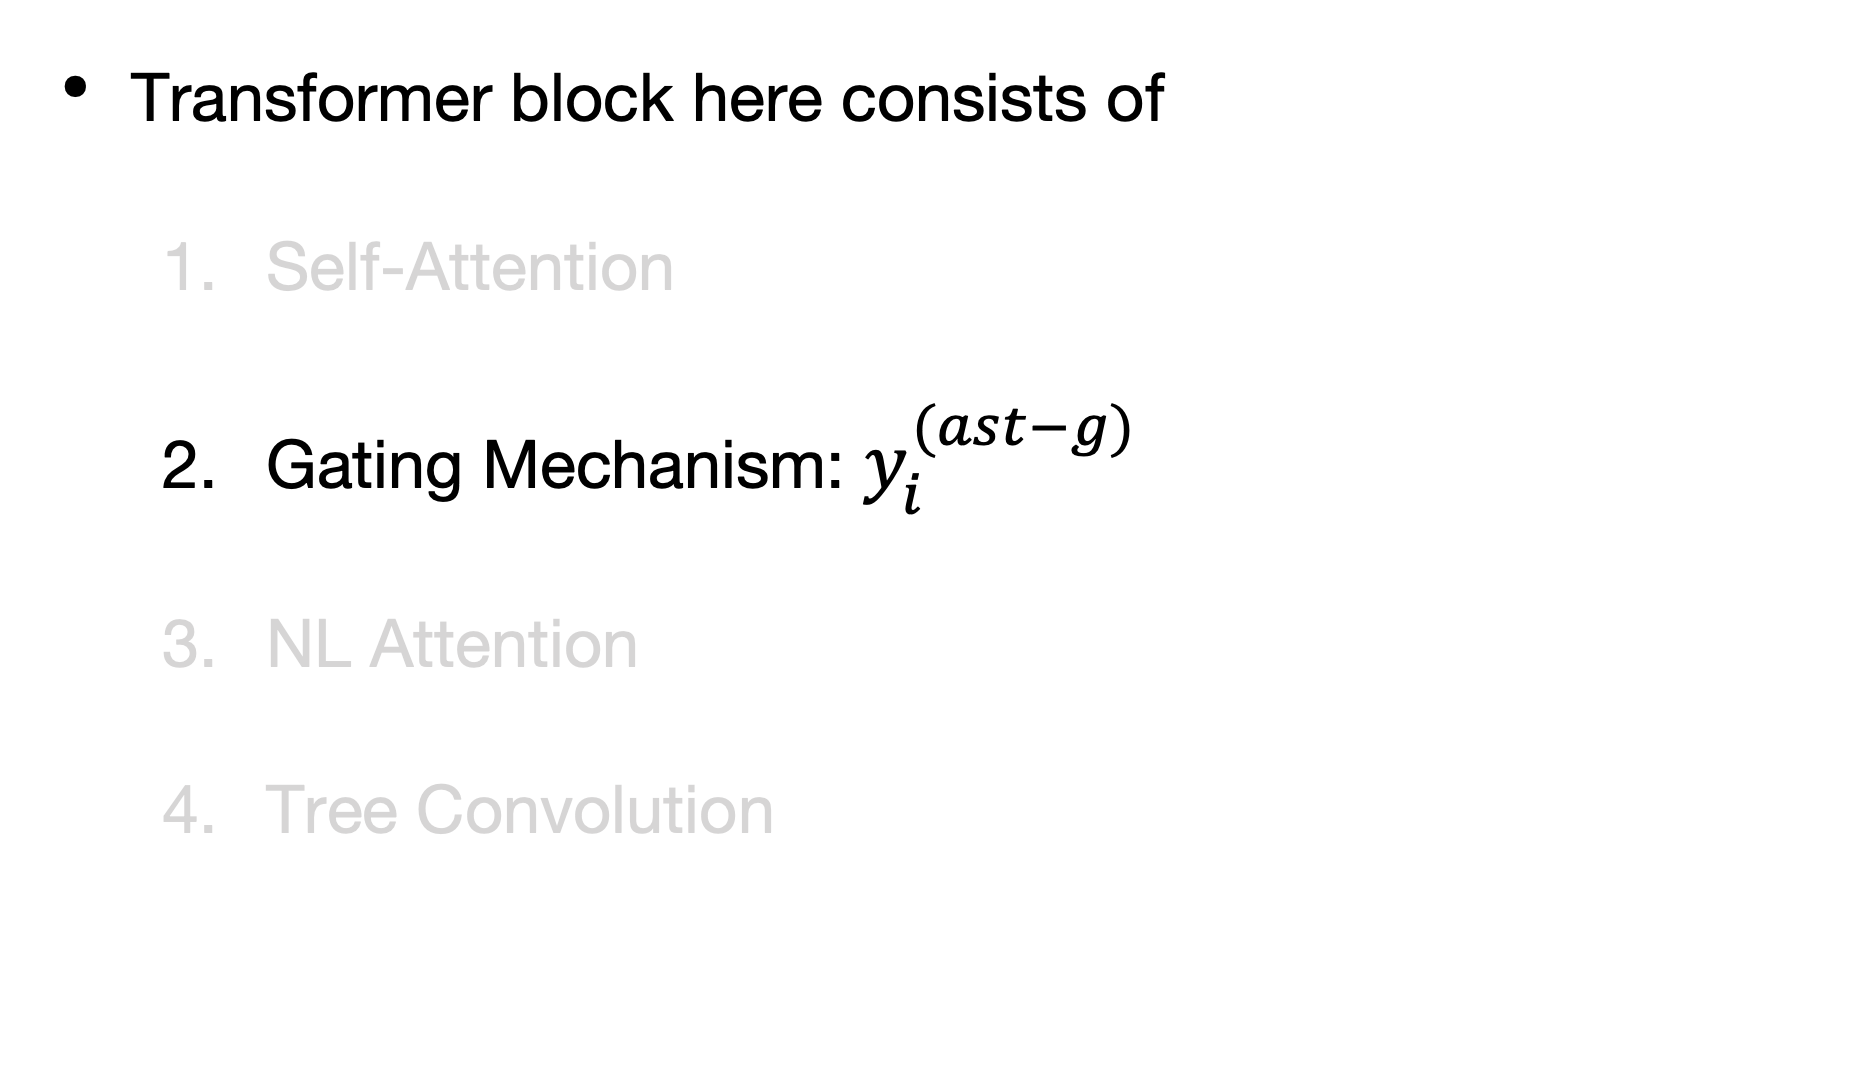 • Transformer block here consists of
1. Self-Attention
2. Gating Mechanism: $y_i^{(ast-g)}$
3. NL Attention
4. Tree Convolution